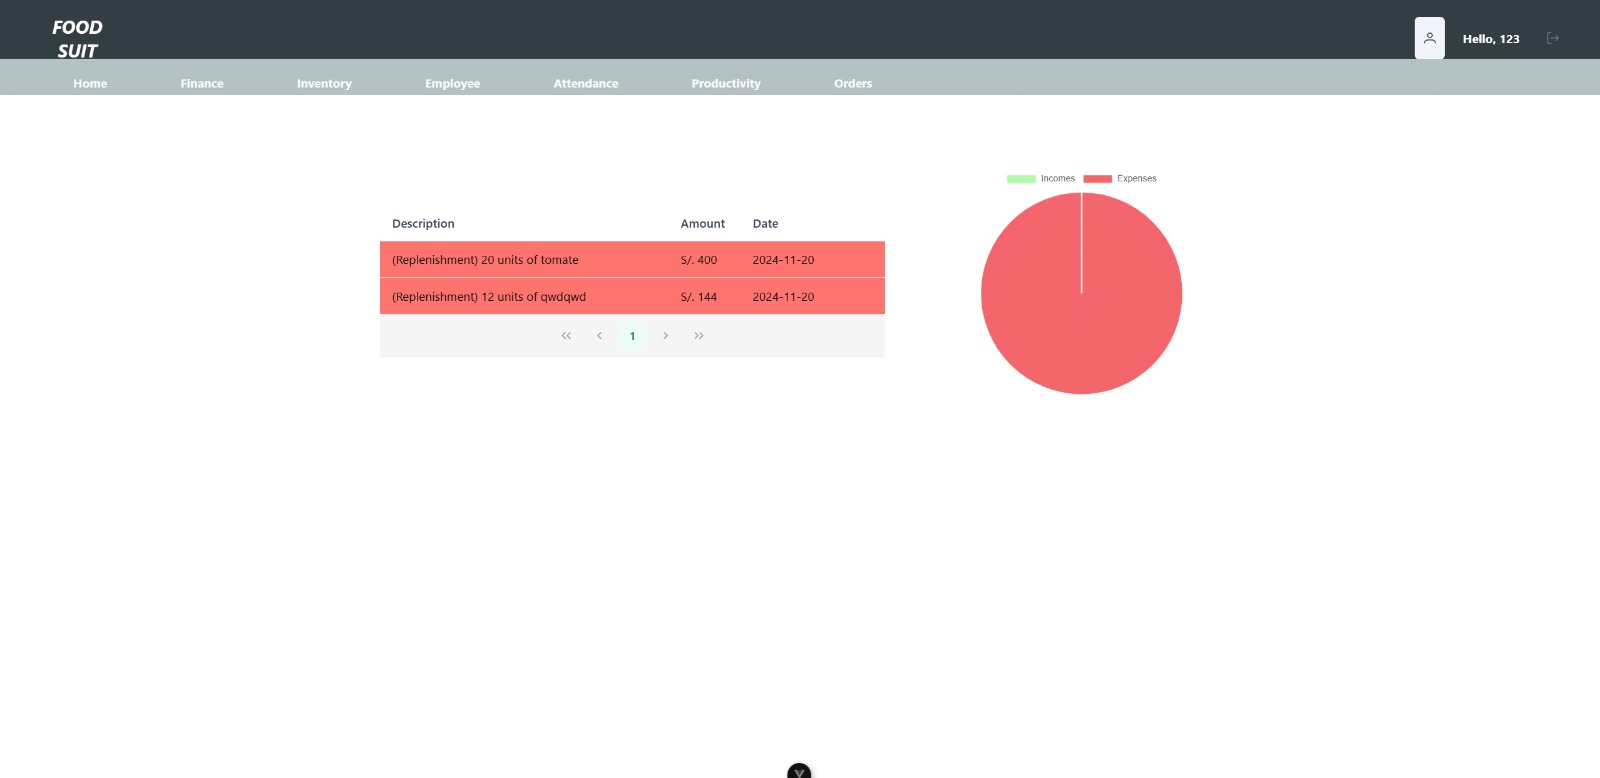 FOOD
SUIT
Hello, 123
Home Finance Inventory Employee Attendance Productivity Orders
Incomes Expenses
Description Amount Date
(Replenishment) 20 units of tomate S/. 400 2024-11-20
(Replenishment) 12 units of qwdqwd S/. 144 2024-11-20
1